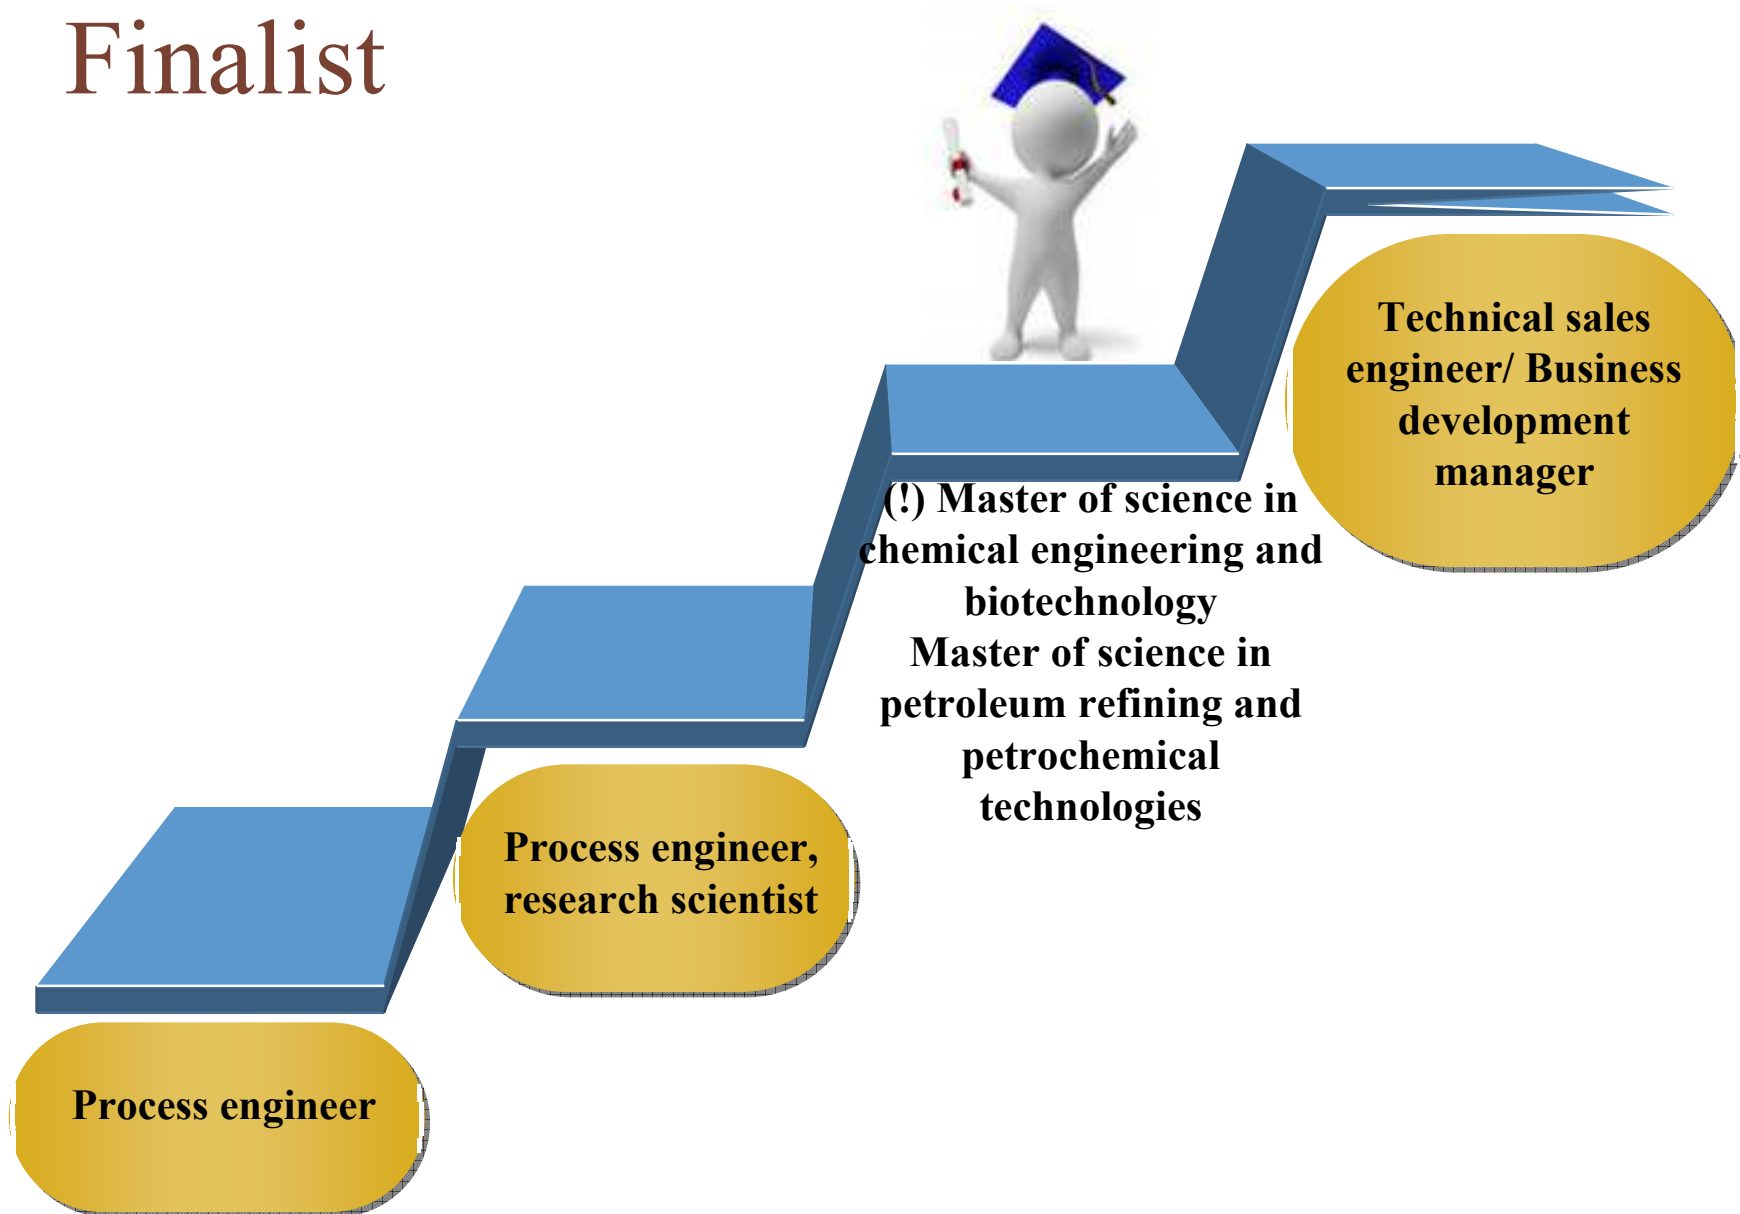 Finalist
Technical sales
engineer/ Business
development
manager
(!) Master of science in
chemical engineering and
biotechnology
Master of science in
petroleum refining and
petrochemical
technologies
Process engineer,
research scientist
Process engineer